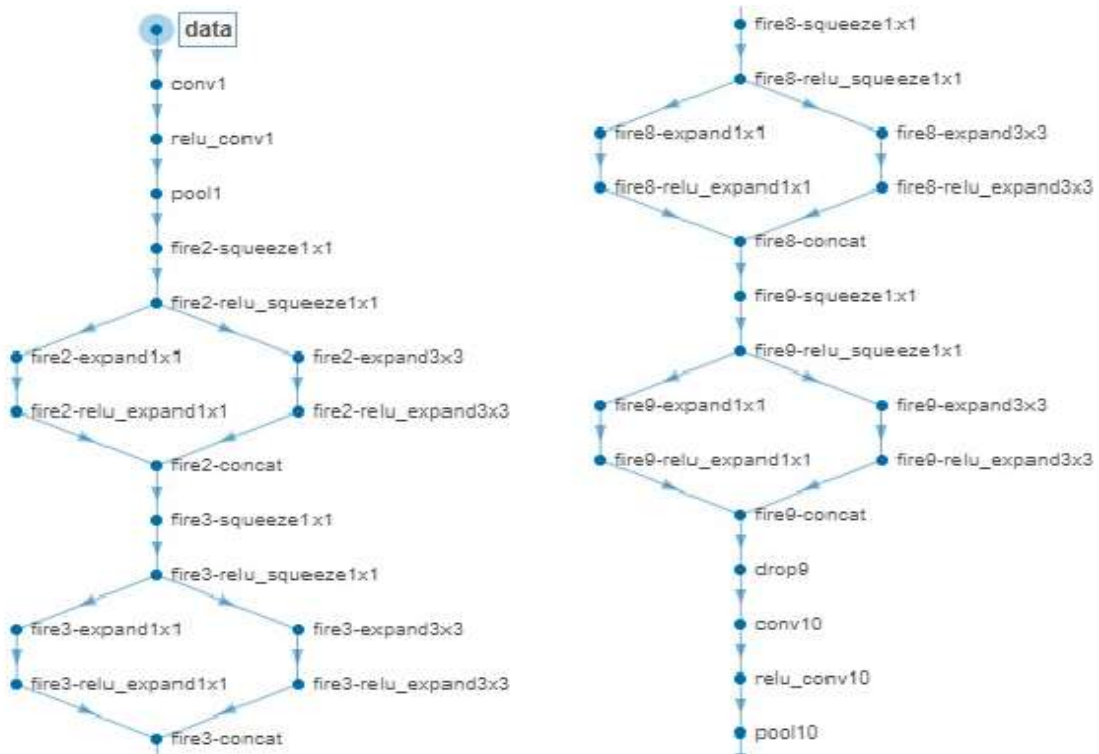 data
conv1
relu_conv1
pool1
fire2-squeeze1x1
fire2-relu_squeeze1x1
fire2-expand1x1
fire2-expand3x3
fire2-relu_expand1x1
fire2-relu_expand3x3
fire2-concat
fire3-squeeze1x1
fire3-relu_squeeze1x1
fire3-expand1x1
fire3-expand3x3
fire3-relu_expand1x1
fire3-relu_expand3x3
fire3-concat
fire8-squeeze1x1
fire8-relu_squeeze1x1
fire8-expand1x1
fire8-expand3x3
fire8-relu_expand1x1
fire8-relu_expand3x3
fire8-concat
fire9-squeeze1x1
fire9-relu_squeeze1x1
fire9-expand1x1
fire9-expand3x3
fire9-relu_expand1x1
fire9-relu_expand3x3
fire9-concat
drop9
conv10
relu_conv10
pool10